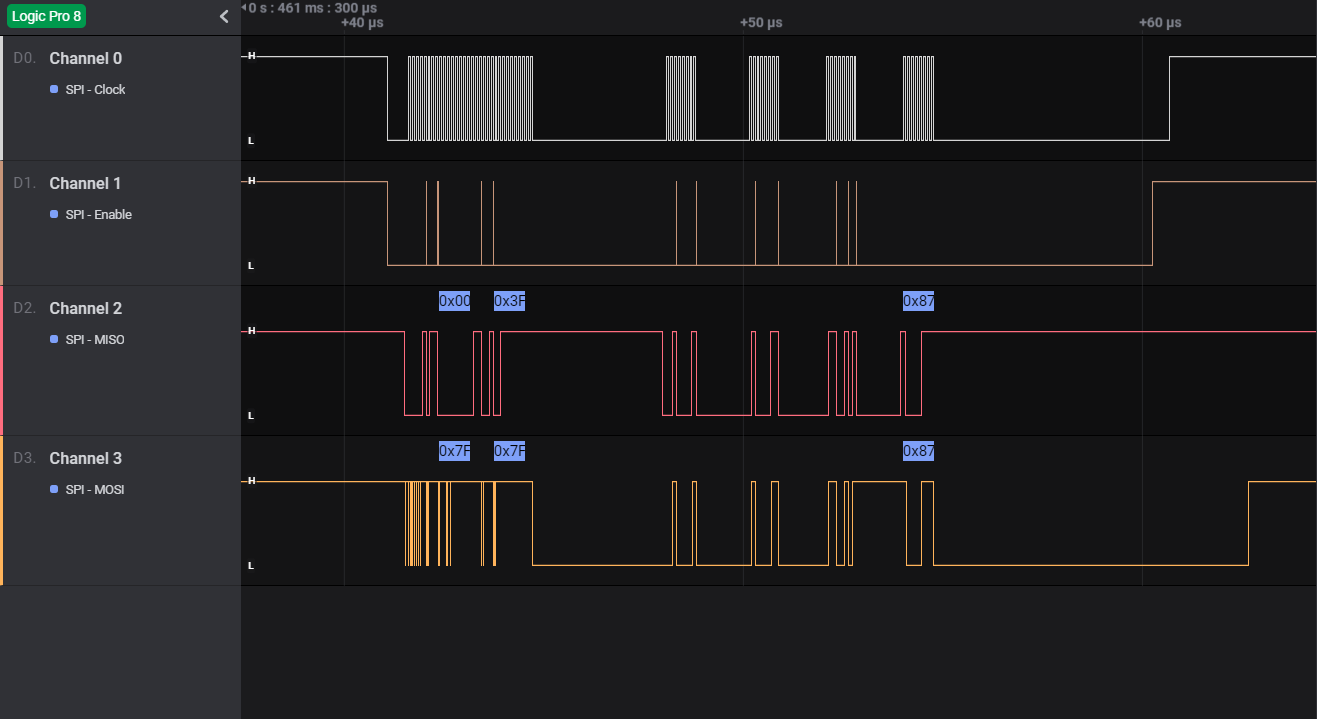 Logic Pro 8
0 s : 461 ms : 300 µs
+40 µs
+50 µs
+60 µs
D0. Channel 0
SPI - Clock
H
L
D1. Channel 1
SPI - Enable
H
L
D2. Channel 2
SPI - MISO
0x00
0x3F
0x87
H
L
D3. Channel 3
SPI - MOSI
0x7F
0x7F
0x87
H
L